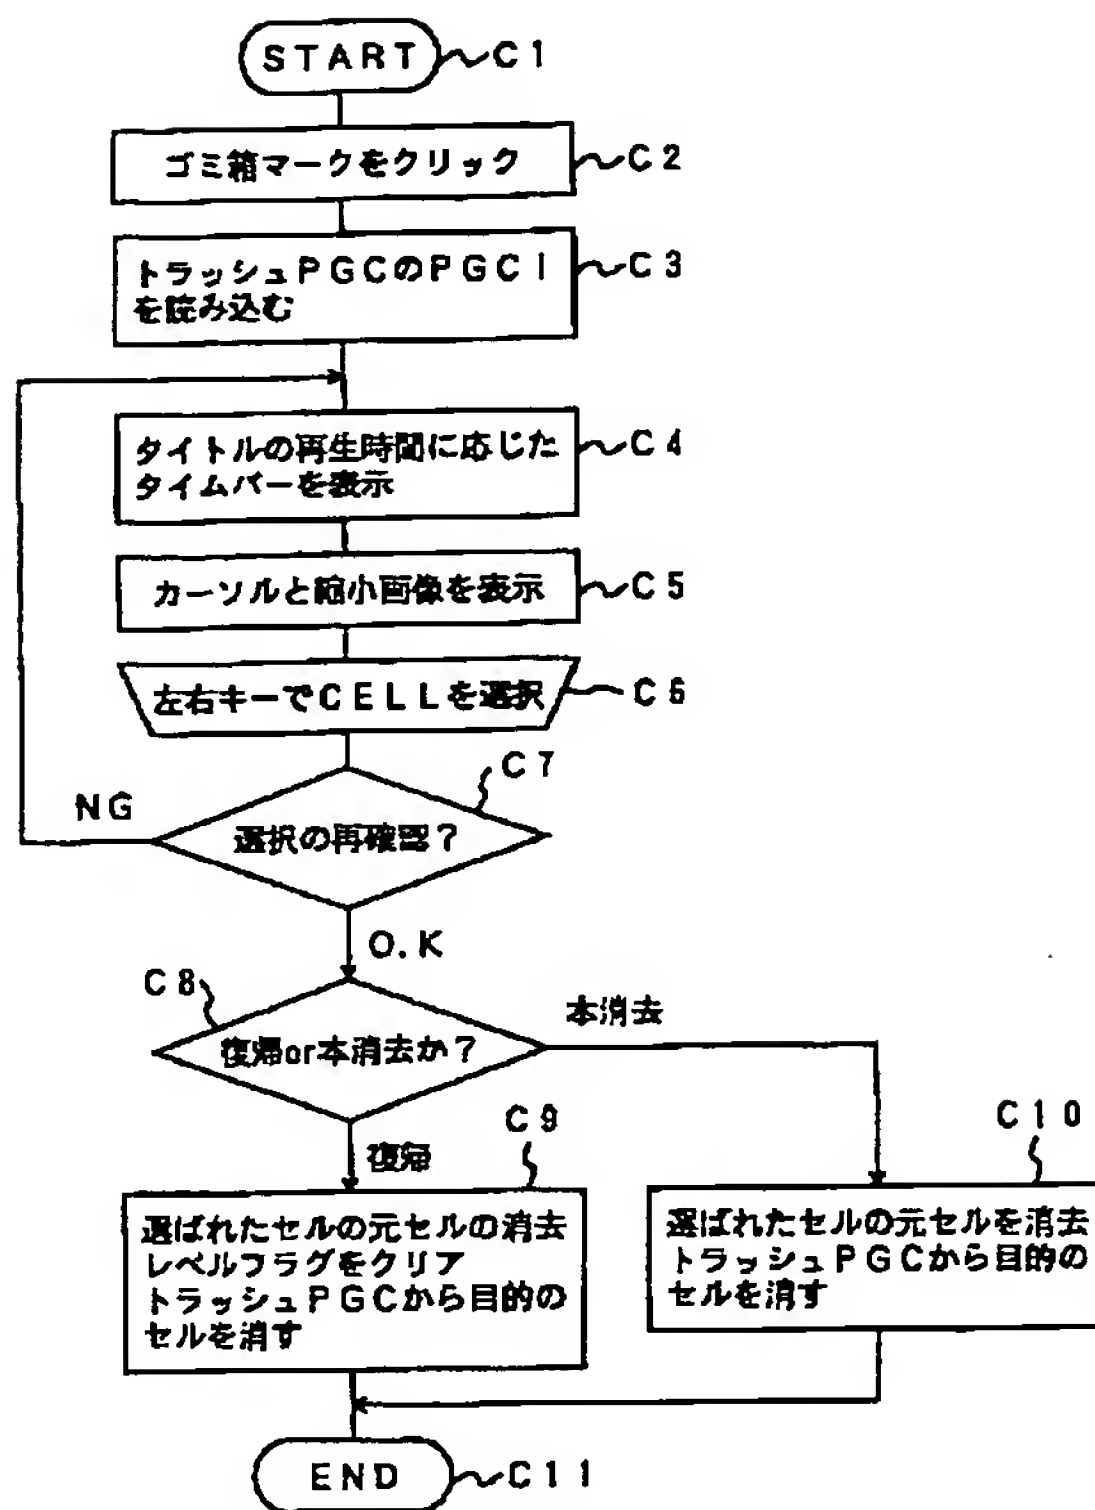 START
C1
ゴミ箱マークをクリック
C2
トラッシュPGCのPGCI
を読み込む
C3
タイトルの再生時間に応じた
タイムバーを表示
C4
カーソルと縮小画像を表示
C5
左右キーでCELLを選択
C6
C7
NG
選択の再確認?
O.K
C8
本消去
復帰or本消去か?
C9
C10
復帰
選ばれたセルの元セルの消去
レベルフラグをクリア
トラッシュPGCから目的の
セルを消す
選ばれたセルの元セルを消去
トラッシュPGCから目的の
セルを消す
END
C11